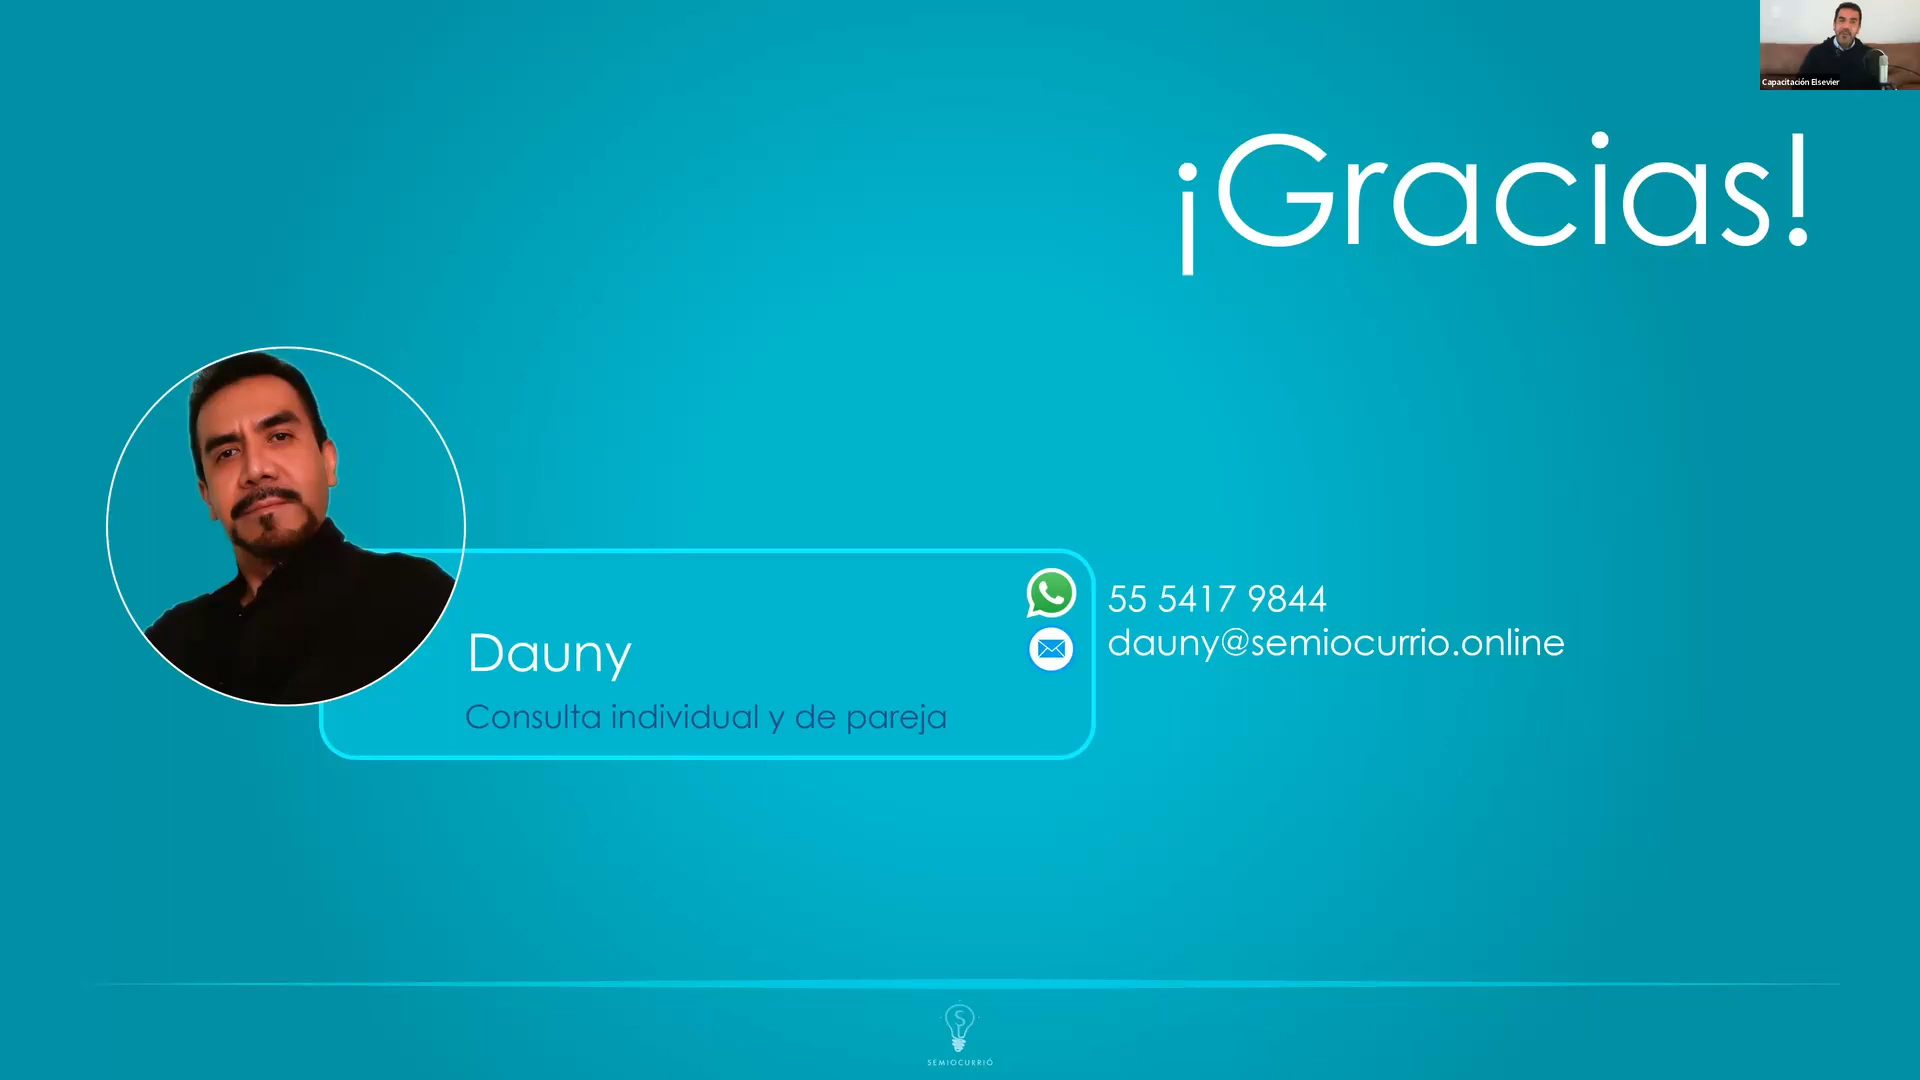 Capacitación Elsevier
¡Gracias!
55 5417 9844
dauny@semiocurrio.online
Dauny
Consulta individual y de pareja
SEMIOCURRIÓ